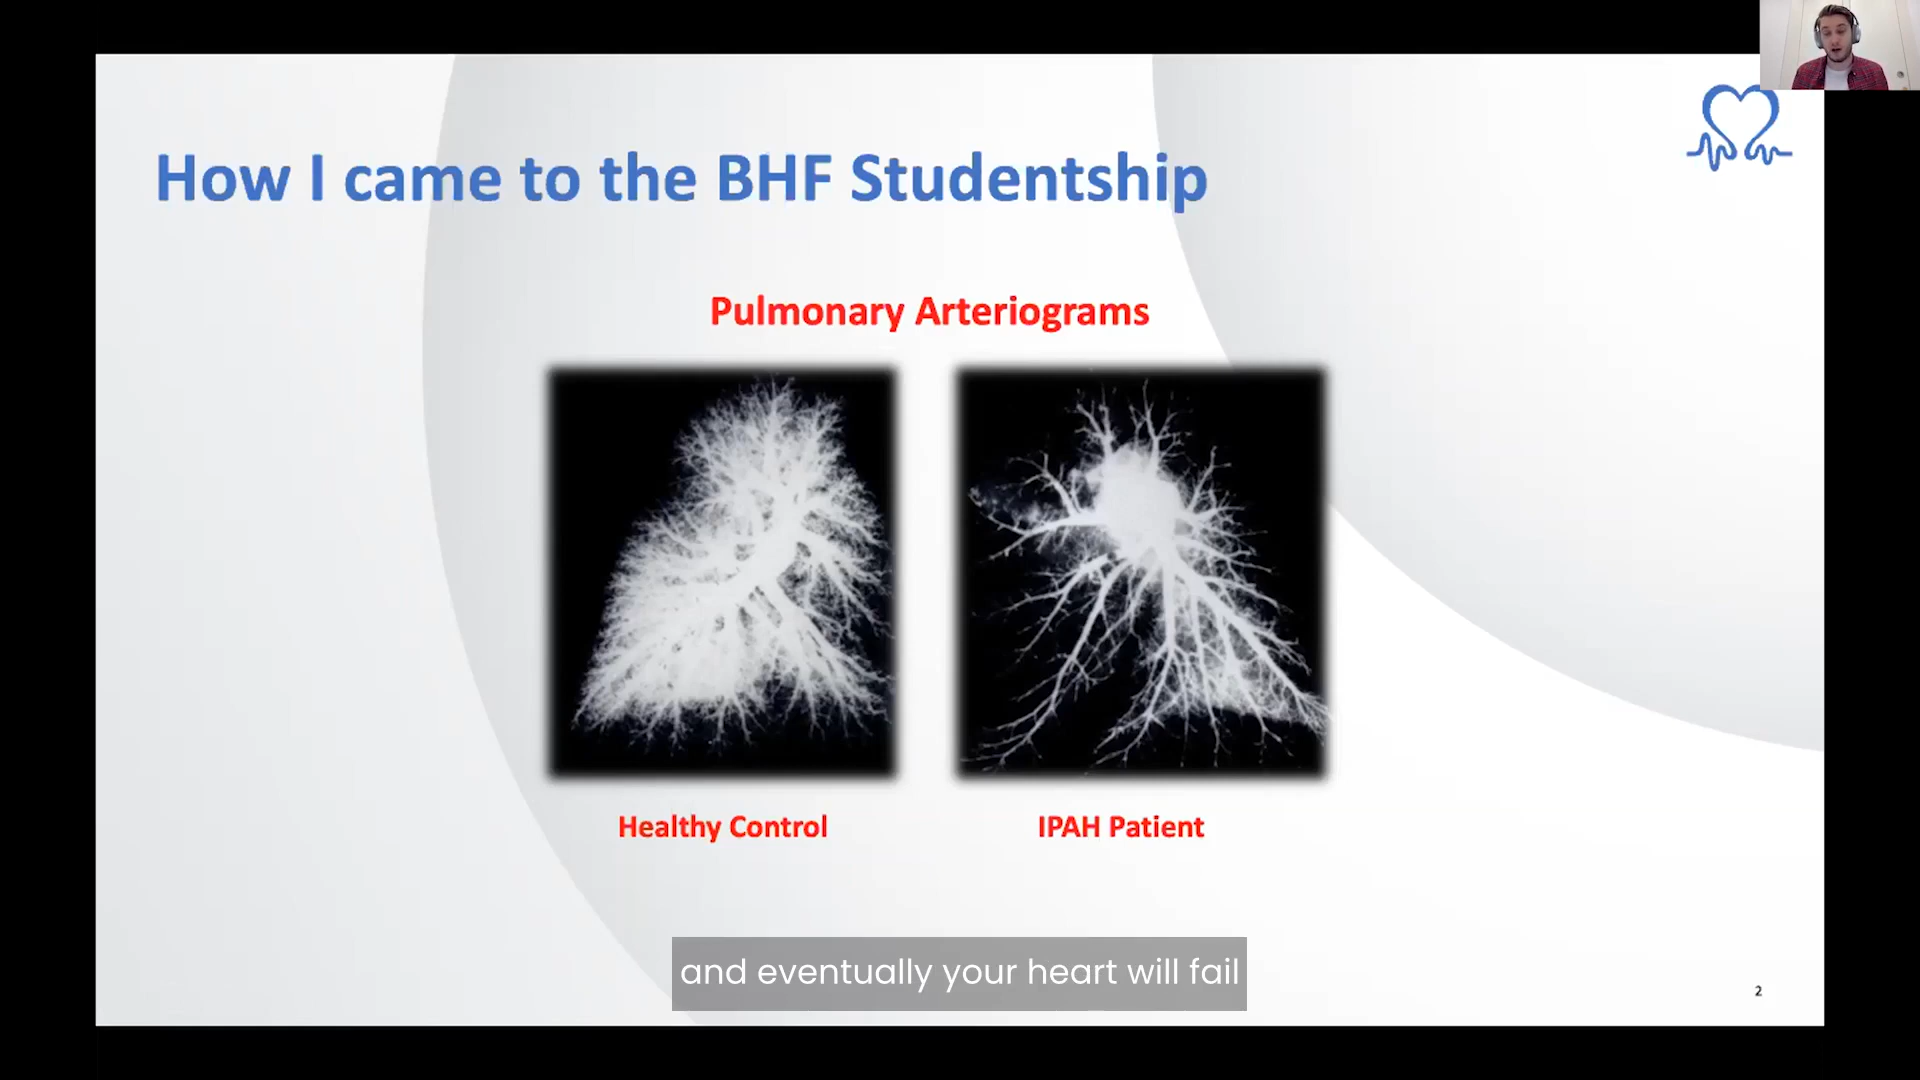 How I came to the BHF Studentship
Pulmonary Arteriograms
Healthy Control
IPAH Patient
and eventually your heart will fail
2